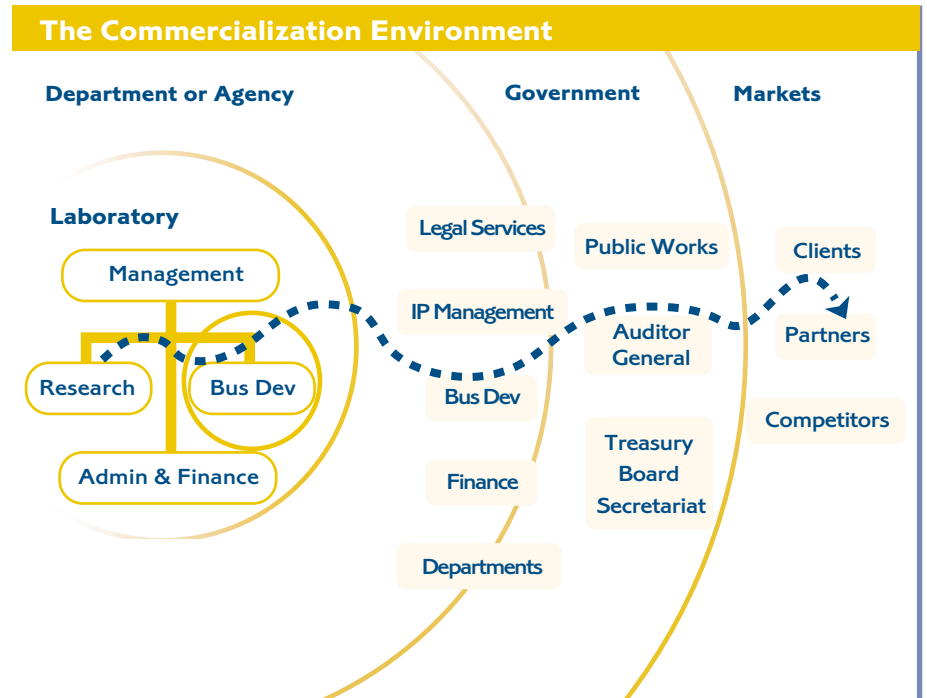 The Commercialization Environment
Department or Agency
Government
Markets
Laboratory
Management
Research
Bus Dev
Admin & Finance
Legal Services
IP Management
Bus Dev
Finance
Departments
Public Works
Auditor
General
Treasury
Board
Secretariat
Clients
Partners
Competitors